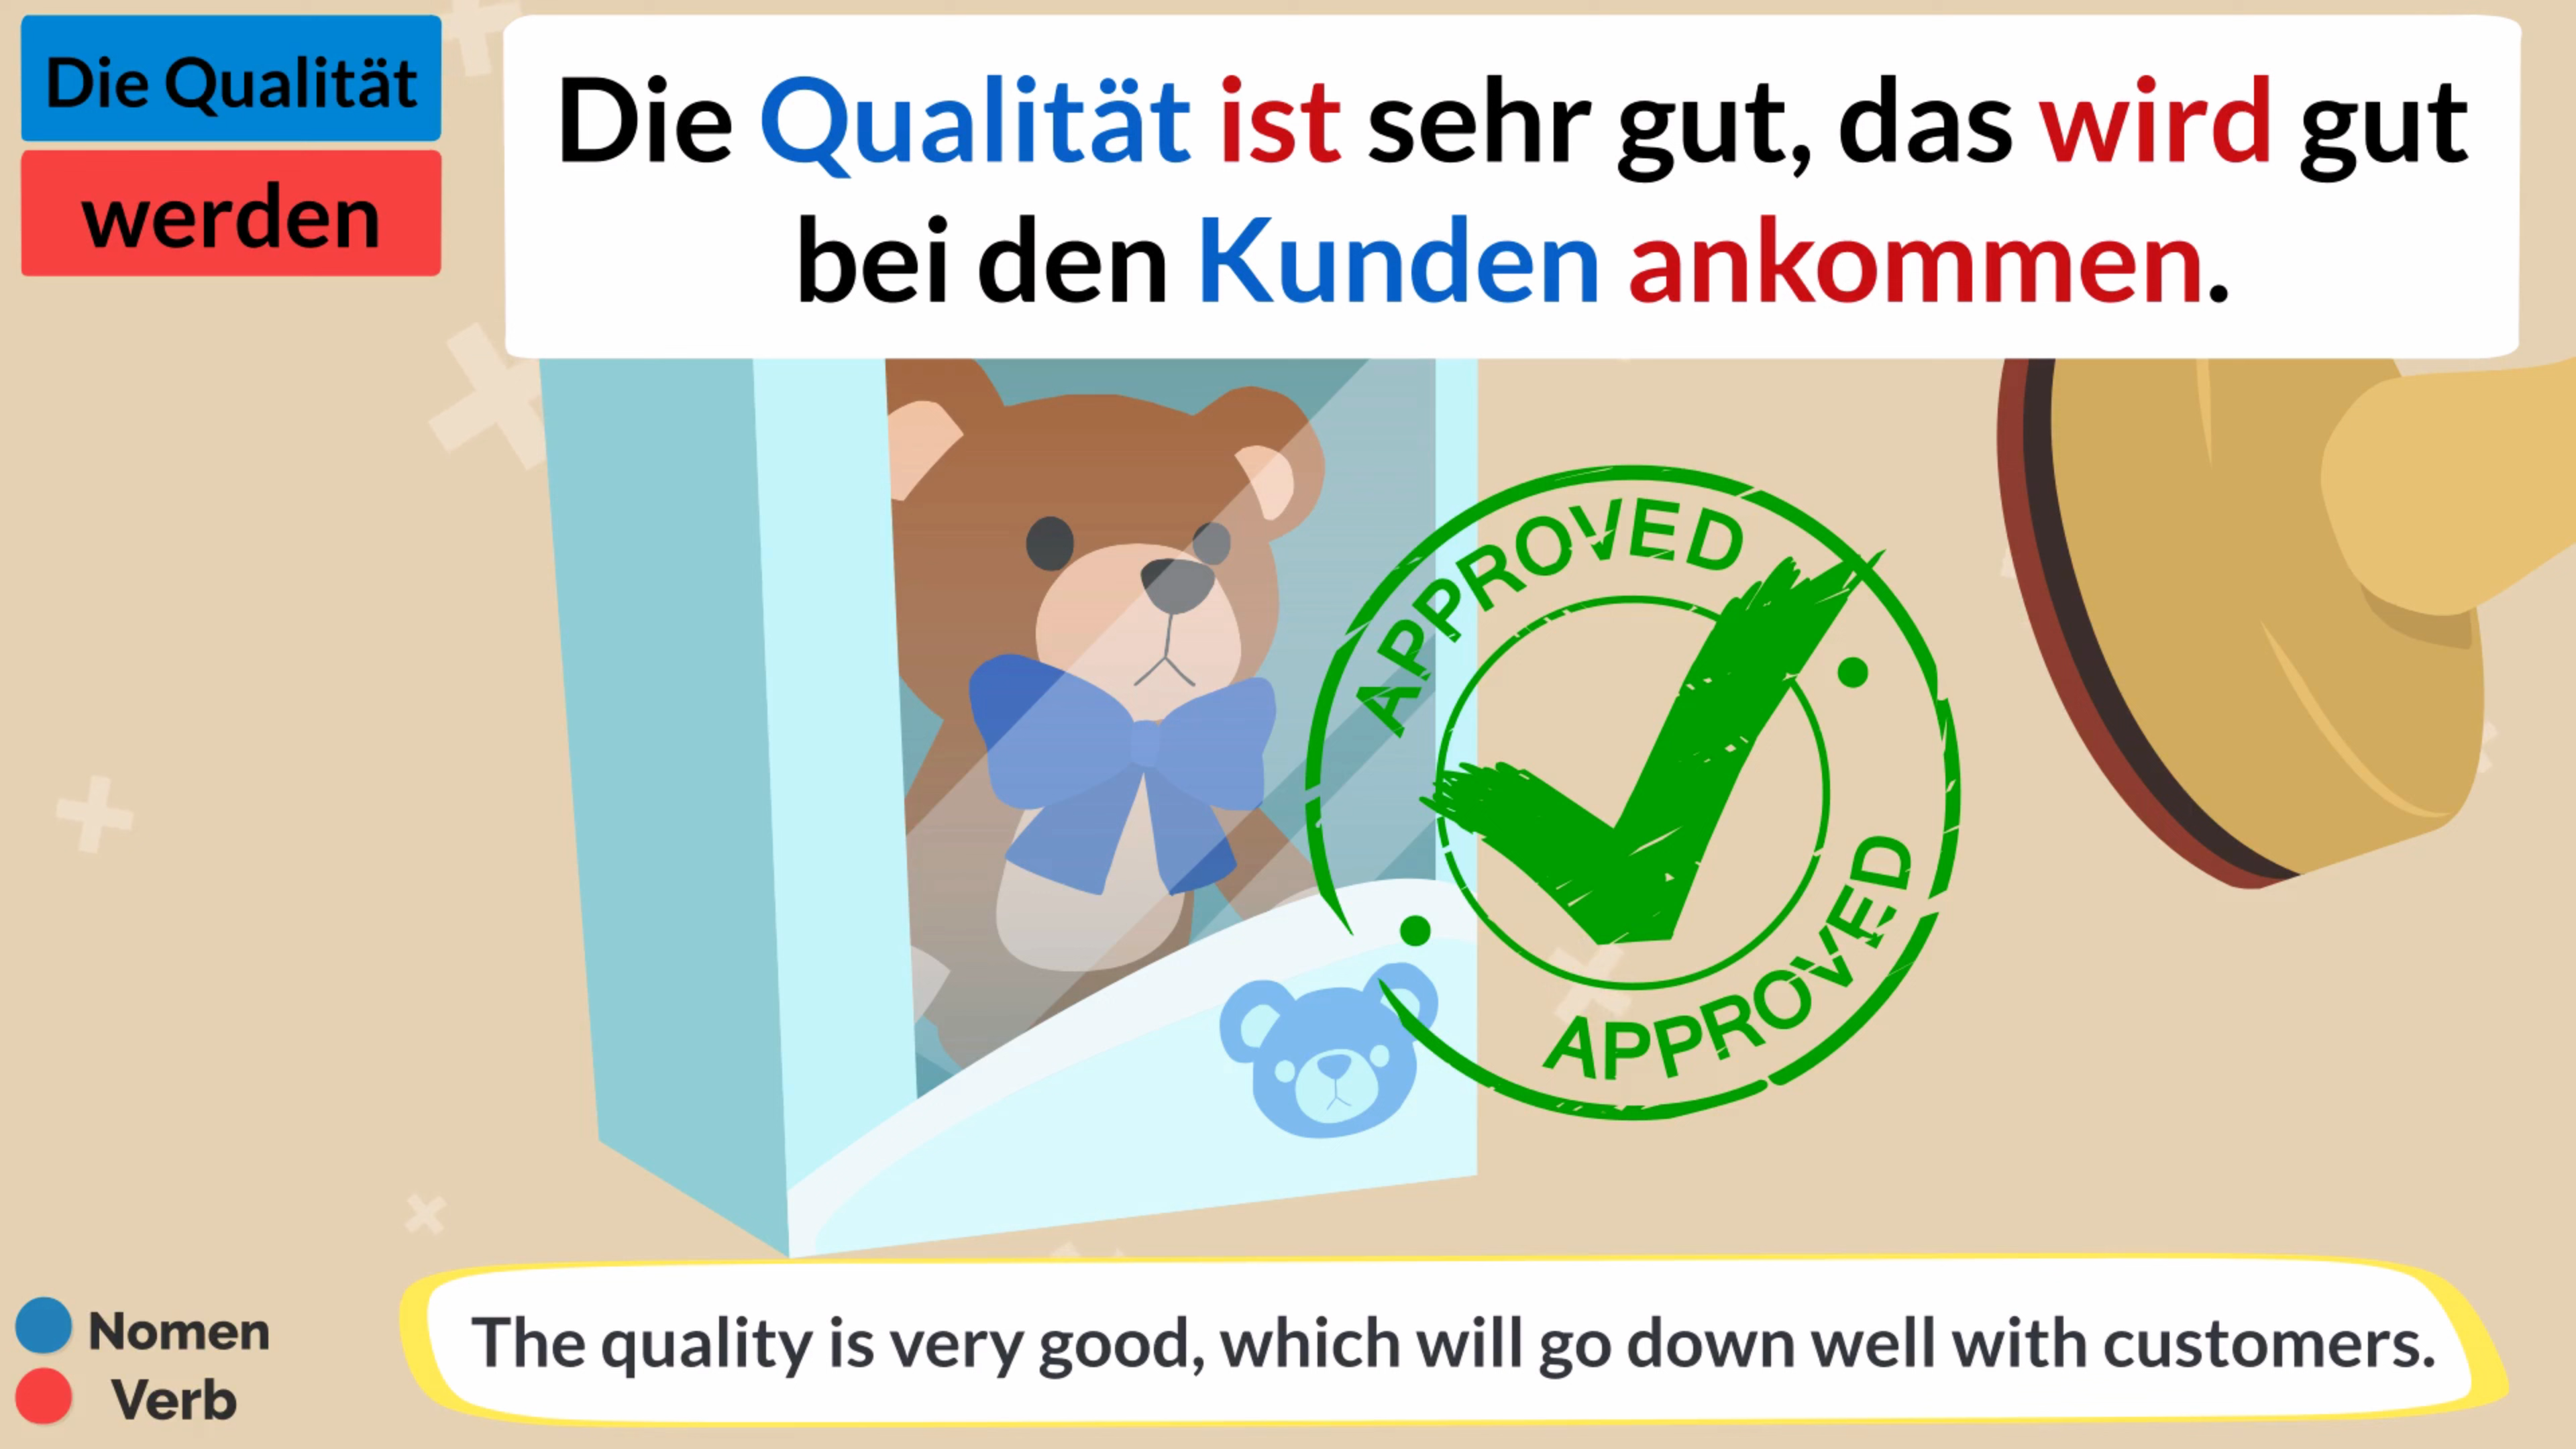 Die Qualität
werden
Die Qualität ist sehr gut, das wird gut
bei den Kunden ankommen.
APPROVED
APPROVED
Nomen
Verb
The quality is very good, which will go down well with customers.